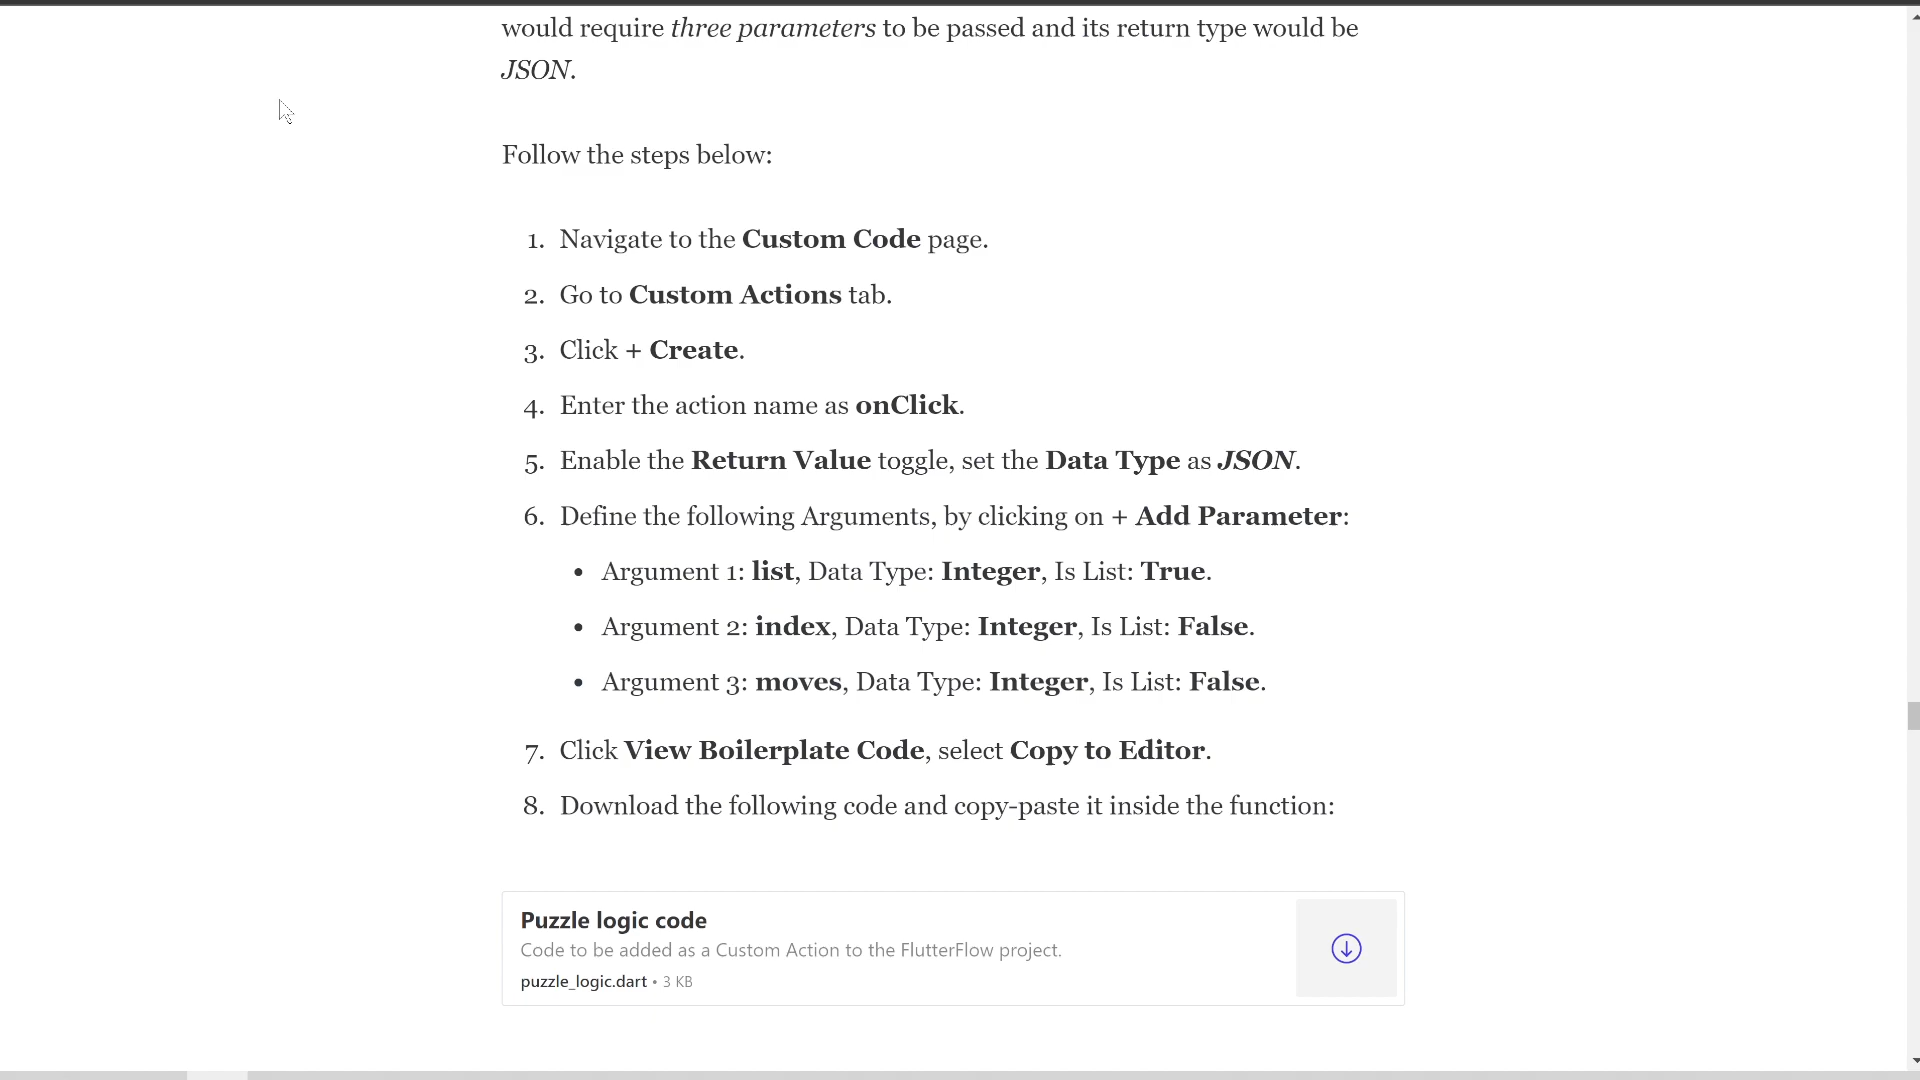 would require three parameters to be passed and its return type would be
JSON.
Follow the steps below:
1. Navigate to the Custom Code page.
2. Go to Custom Actions tab.
3. Click + Create.
4. Enter the action name as onClick.
5. Enable the Return Value toggle, set the Data Type as JSON.
6. Define the following Arguments, by clicking on + Add Parameter:
• Argument 1: list, Data Type: Integer, Is List: True.
• Argument 2: index, Data Type: Integer, Is List: False.
• Argument 3: moves, Data Type: Integer, Is List: False.
7. Click View Boilerplate Code, select Copy to Editor.
8. Download the following code and copy-paste it inside the function:
Puzzle logic code
Code to be added as a Custom Action to the FlutterFlow project.
puzzle_logic.dart • 3 KB